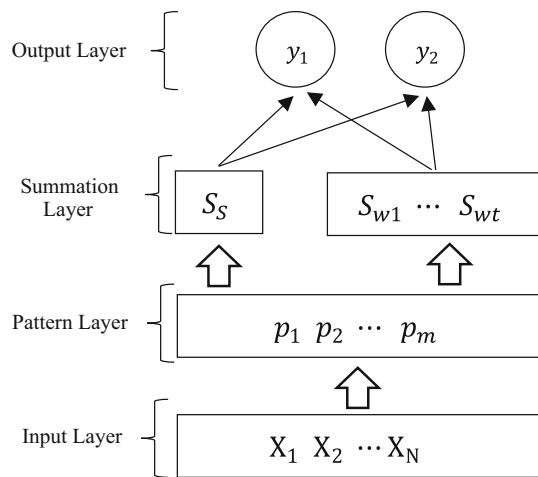 Output Layer
y1 y2
Summation
Layer
SS Sw1 ⋯ Swt
Pattern Layer
p1 p2 ⋯ pm
Input Layer
X1 X2 ⋯XN